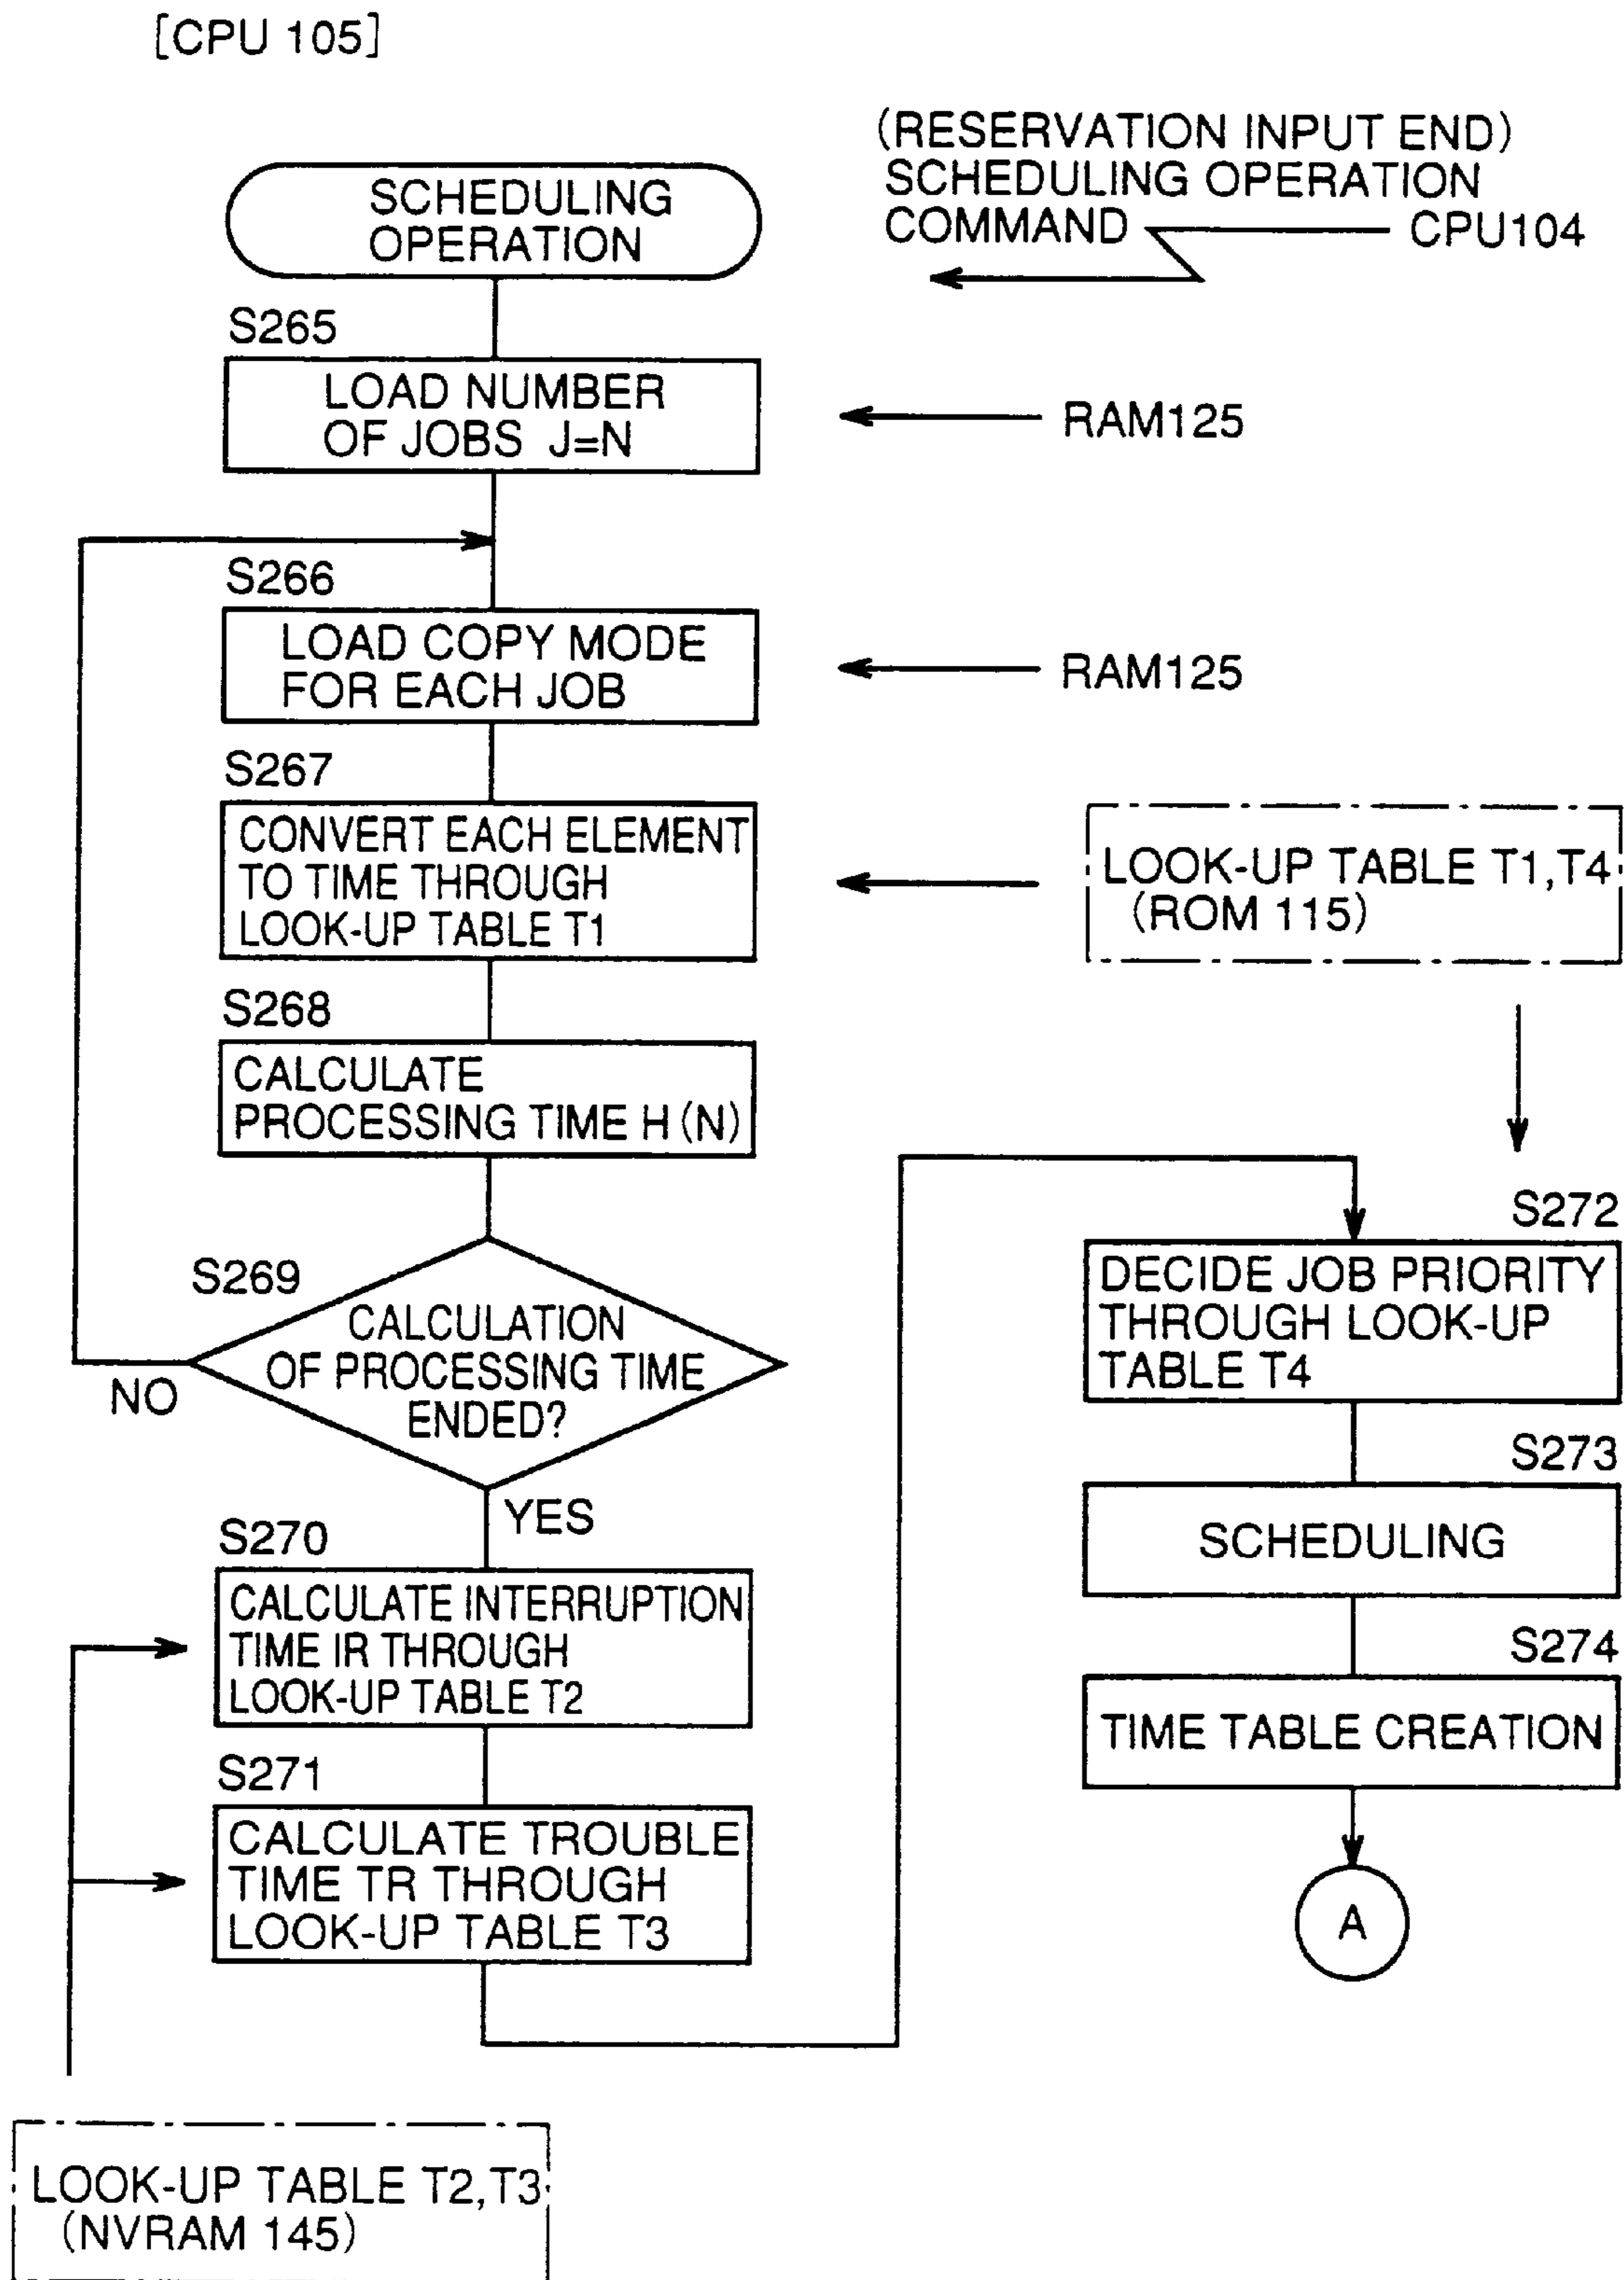 [CPU 105]
(RESERVATION INPUT END)
SCHEDULING OPERATION
COMMAND
CPU104
SCHEDULING
OPERATION
S265
LOAD NUMBER
OF JOBS J=N
RAM125
S266
LOAD COPY MODE
FOR EACH JOB
RAM125
S267
CONVERT EACH ELEMENT
TO TIME THROUGH
LOOK-UP TABLE T1
LOOK-UP TABLE T1,T4
(ROM 115)
S268
CALCULATE
PROCESSING TIME H(N)
S269
CALCULATION
OF PROCESSING TIME
ENDED?
NO
YES
S270
CALCULATE INTERRUPTION
TIME IR THROUGH
LOOK-UP TABLE T2
S271
CALCULATE TROUBLE
TIME TR THROUGH
LOOK-UP TABLE T3
LOOK-UP TABLE T2,T3
(NVRAM 145)
S272
DECIDE JOB PRIORITY
THROUGH LOOK-UP
TABLE T4
S273
SCHEDULING
S274
TIME TABLE CREATION
A